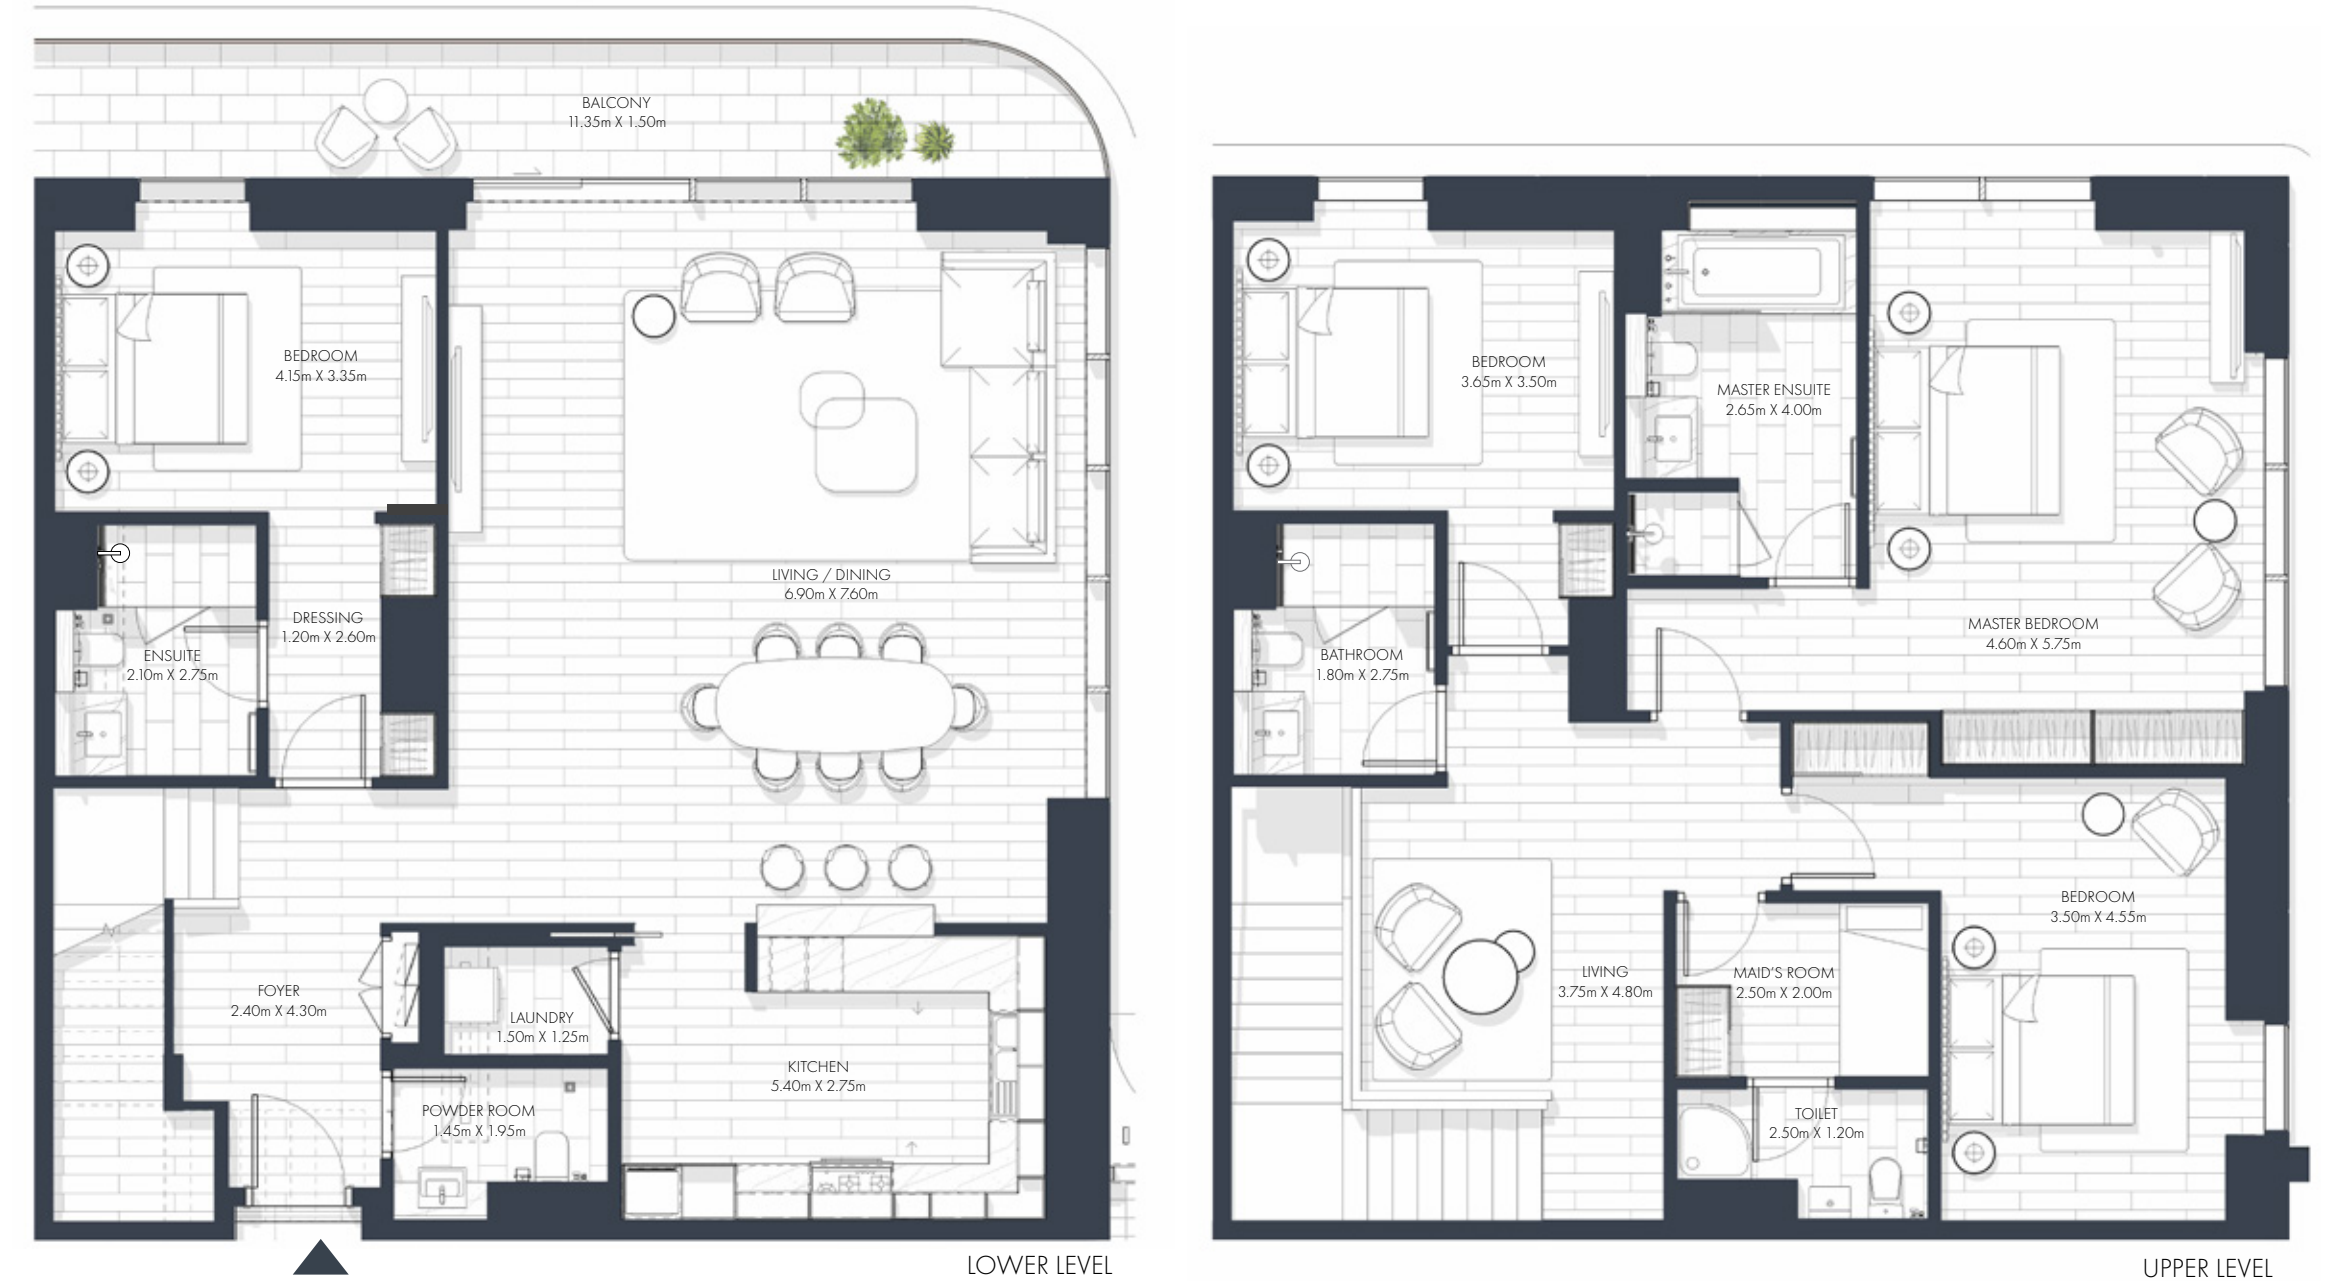 BALCONY
11.35m X 1.50m
BEDROOM
4.15m X 3.35m
LIVING / DINING
6.90m X 7.60m
DRESSING
1.20m X 2.60m
ENSUITE
2.10m X 2.75m
FOYER
2.40m X 4.30m
LAUNDRY
1.50m X 1.25m
KITCHEN
5.40m X 2.75m
POWDER ROOM
1.45m X 1.95m
LOWER LEVEL
BEDROOM
3.65m X 3.50m
MASTER ENSUITE
2.65m X 4.00m
MASTER BEDROOM
4.60m X 5.75m
BATHROOM
1.80m X 2.75m
BEDROOM
3.50m X 4.55m
LIVING
3.75m X 4.80m
MAID'S ROOM
2.50m X 2.00m
TOILET
2.50m X 1.20m
UPPER LEVEL